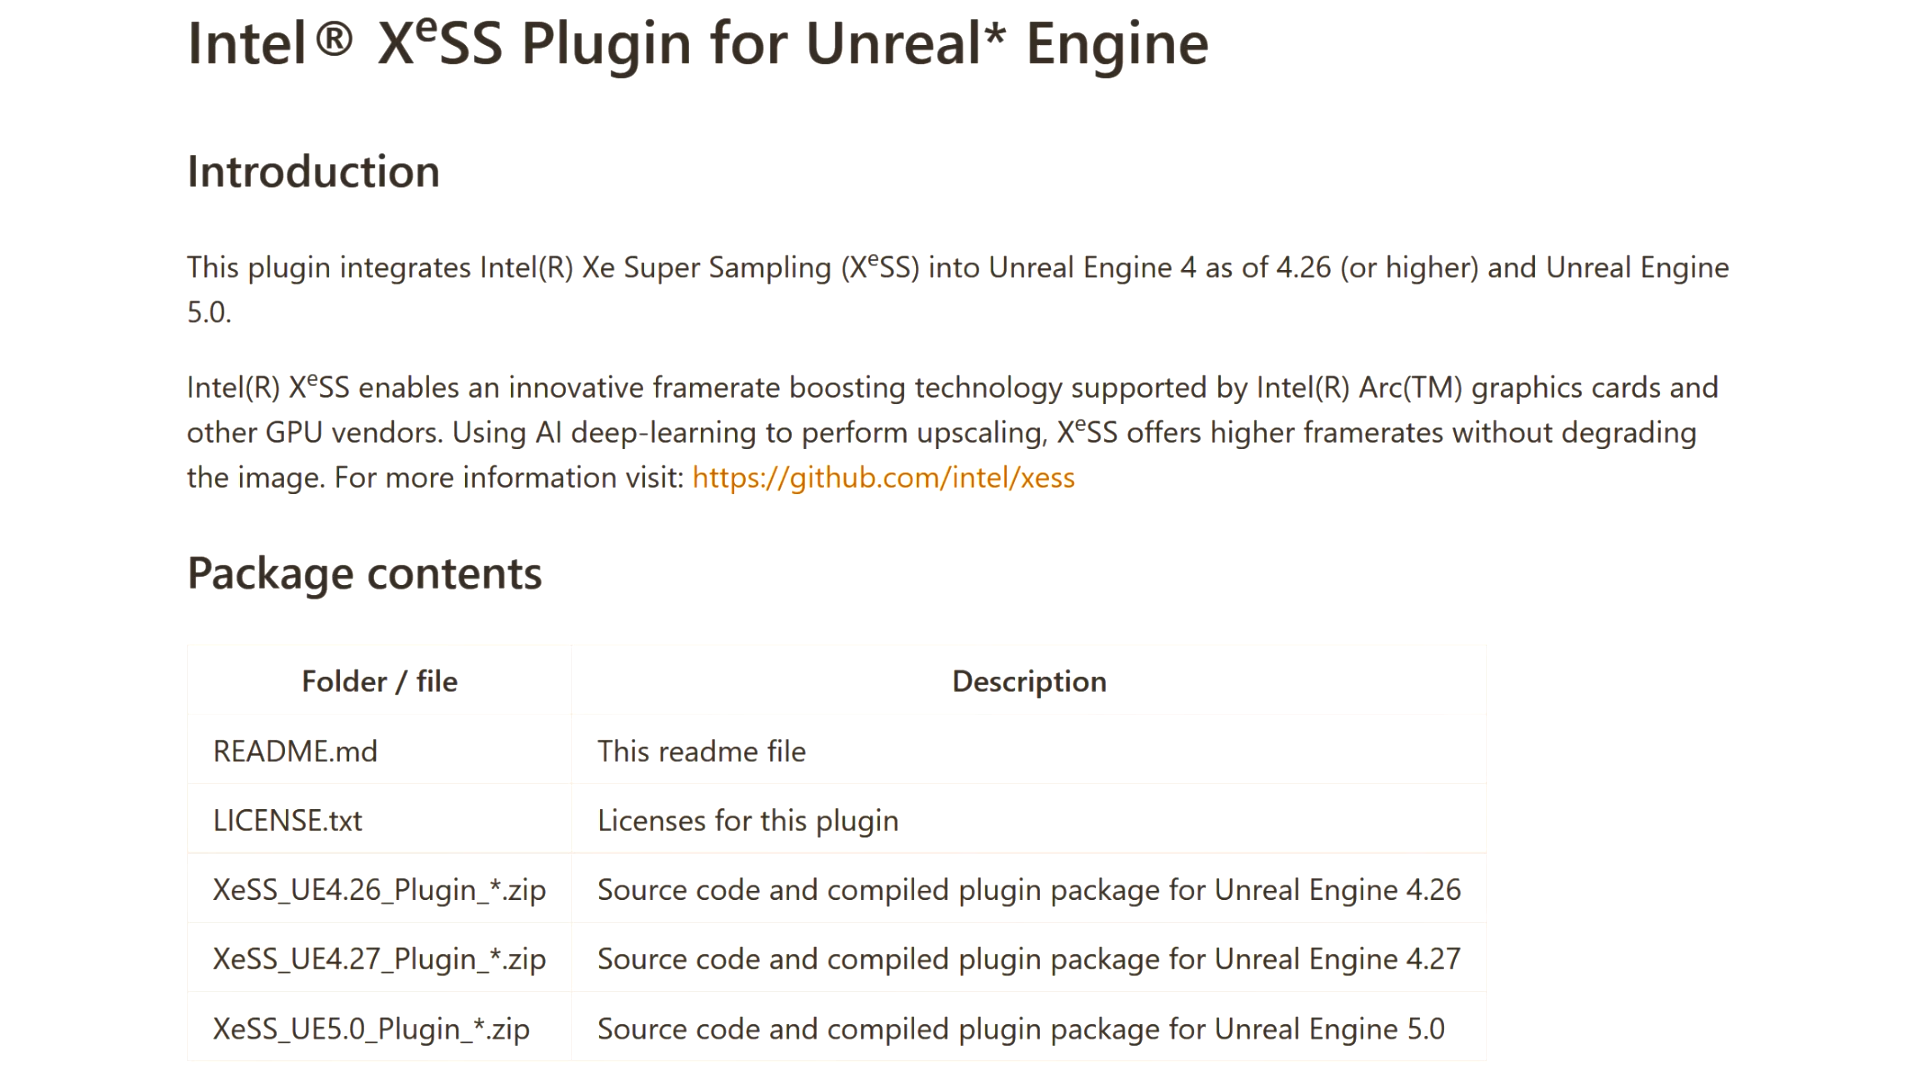 Intel® XᵉSS Plugin for Unreal* Engine
Introduction
This plugin integrates Intel(R) Xe Super Sampling (XᵉSS) into Unreal Engine 4 as of 4.26 (or higher) and Unreal Engine
5.0.
Intel(R) XᵉSS enables an innovative framerate boosting technology supported by Intel(R) Arc(TM) graphics cards and
other GPU vendors. Using AI deep-learning to perform upscaling, XᵉSS offers higher framerates without degrading
the image. For more information visit: https://github.com/intel/xess
Package contents
Folder / file Description
README.md This readme file
LICENSE.txt Licenses for this plugin
XeSS_UE4.26_Plugin_*.zip Source code and compiled plugin package for Unreal Engine 4.26
XeSS_UE4.27_Plugin_*.zip Source code and compiled plugin package for Unreal Engine 4.27
XeSS_UE5.0_Plugin_*.zip Source code and compiled plugin package for Unreal Engine 5.0